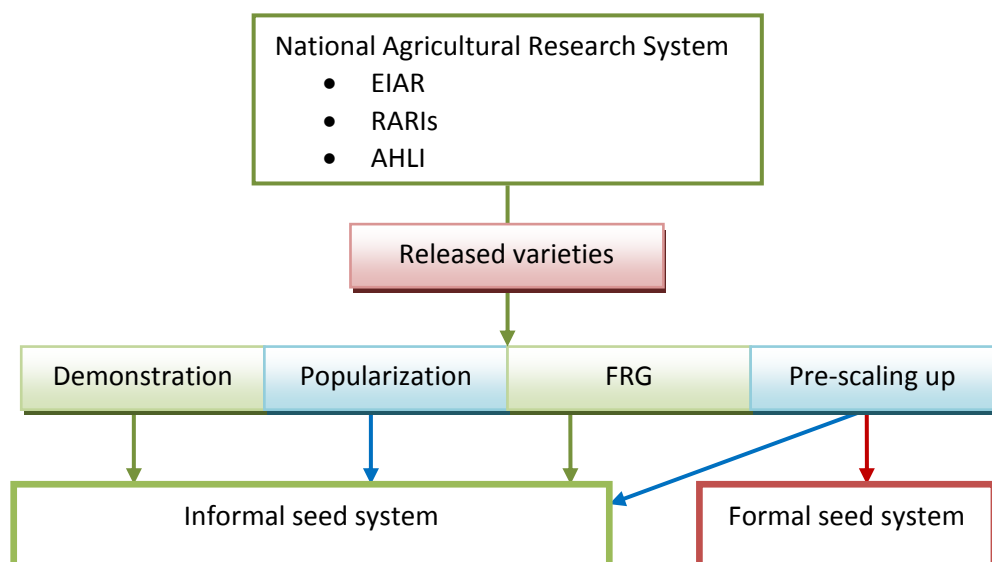 National Agricultural Research System
• EIAR
• RARIs
• AHLI
Released varieties
Demonstration
Popularization
FRG
Pre-scaling up
Informal seed system
Formal seed system